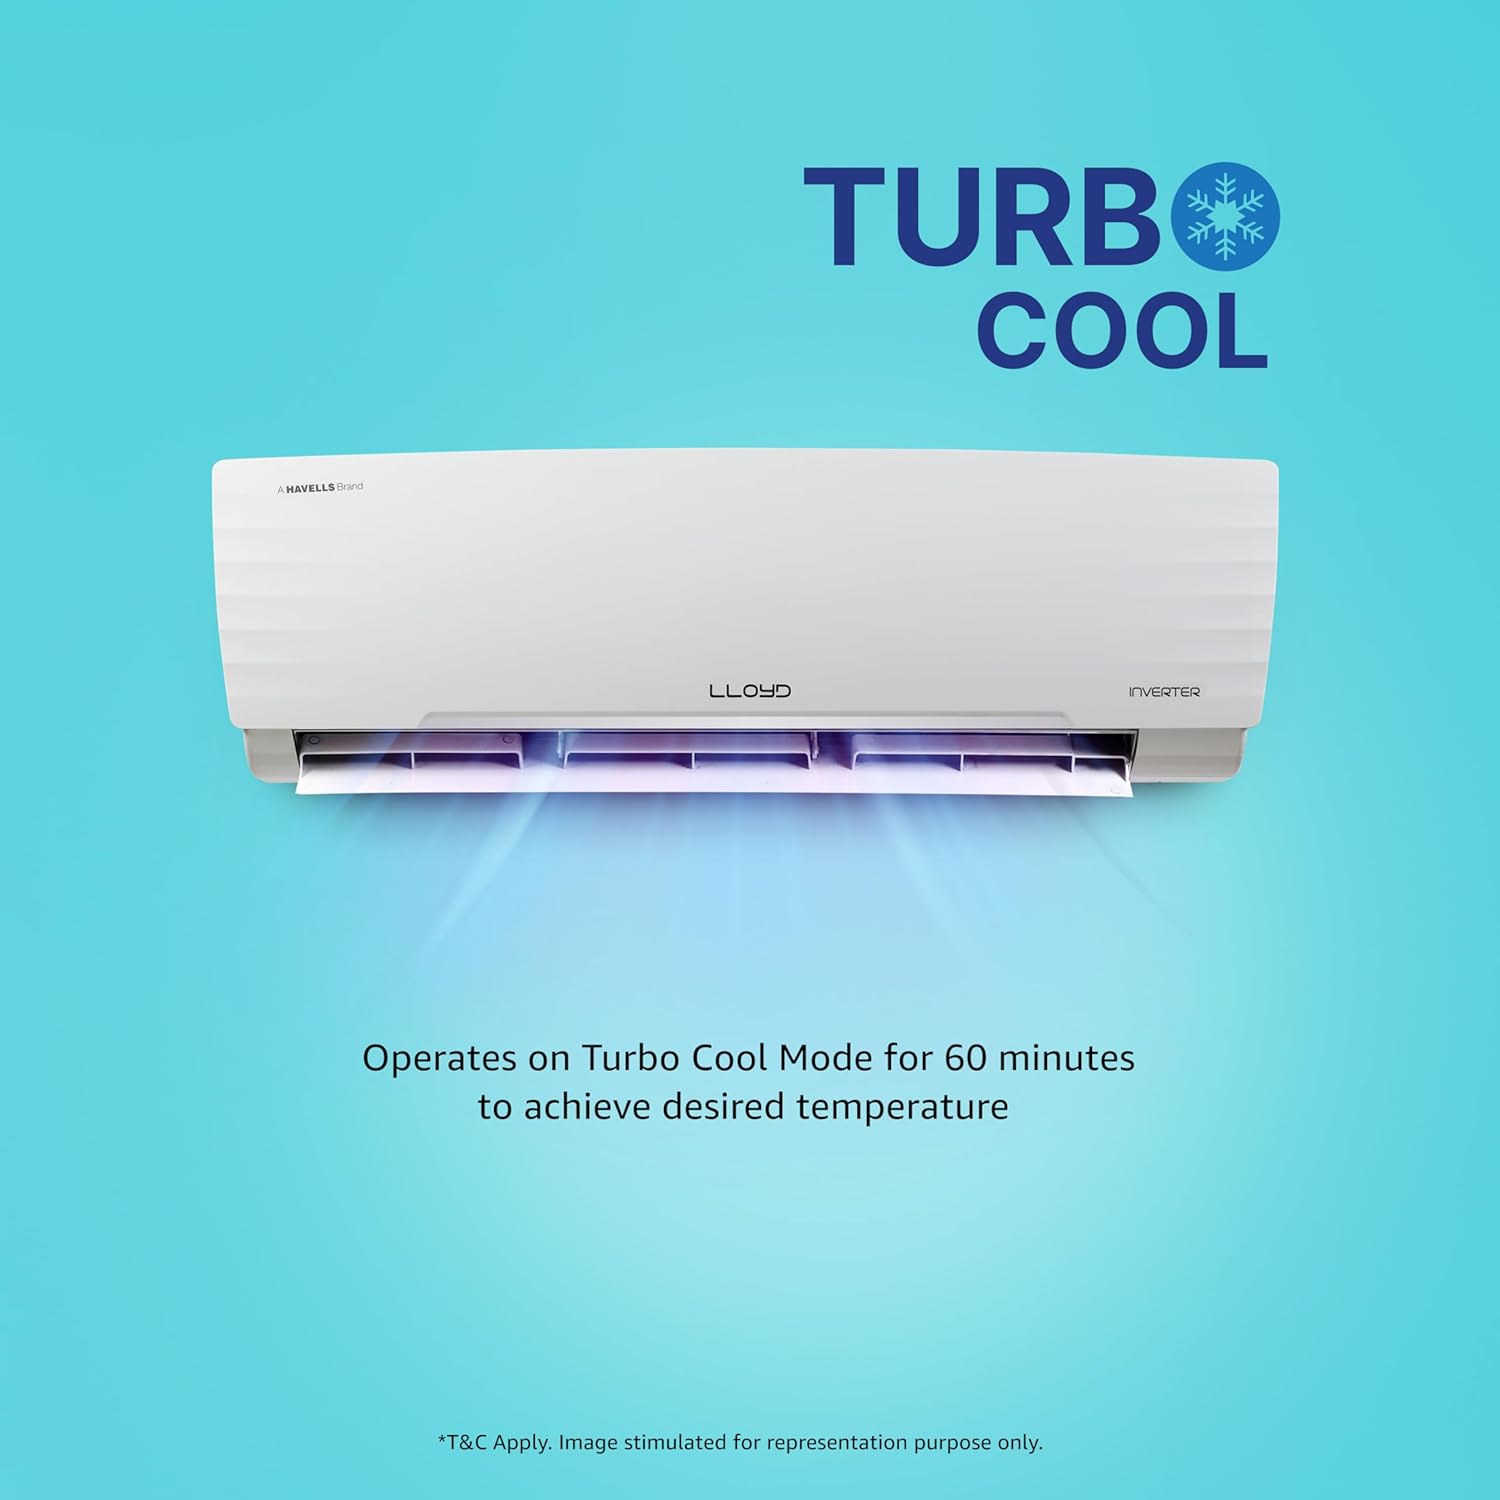 TURBO
COOL
A HAVELLS Brand
LLOYD
INVERTER
Operates on Turbo Cool Mode for 60 minutes
to achieve desired temperature
*T&C Apply. Image stimulated for representation purpose only.